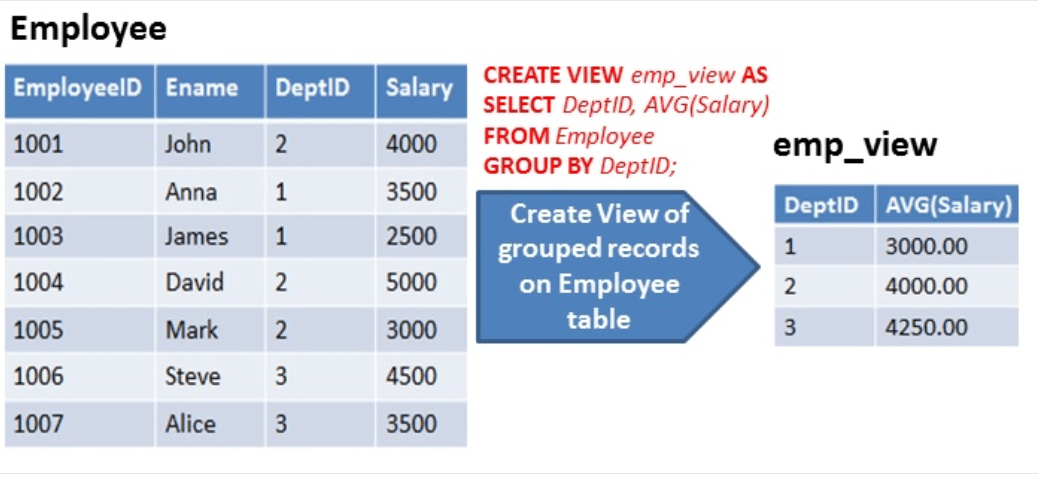 Employee
EmployeeID Ename DeptID Salary
1001 John 2 4000
1002 Anna 1 3500
1003 James 1 2500
1004 David 2 5000
1005 Mark 2 3000
1006 Steve 3 4500
1007 Alice 3 3500
CREATE VIEW emp_view AS
SELECT DeptID, AVG(Salary)
FROM Employee
GROUP BY DeptID;
Create View of
grouped records
on Employee
table
emp_view
DeptID AVG(Salary)
1 3000.00
2 4000.00
3 4250.00